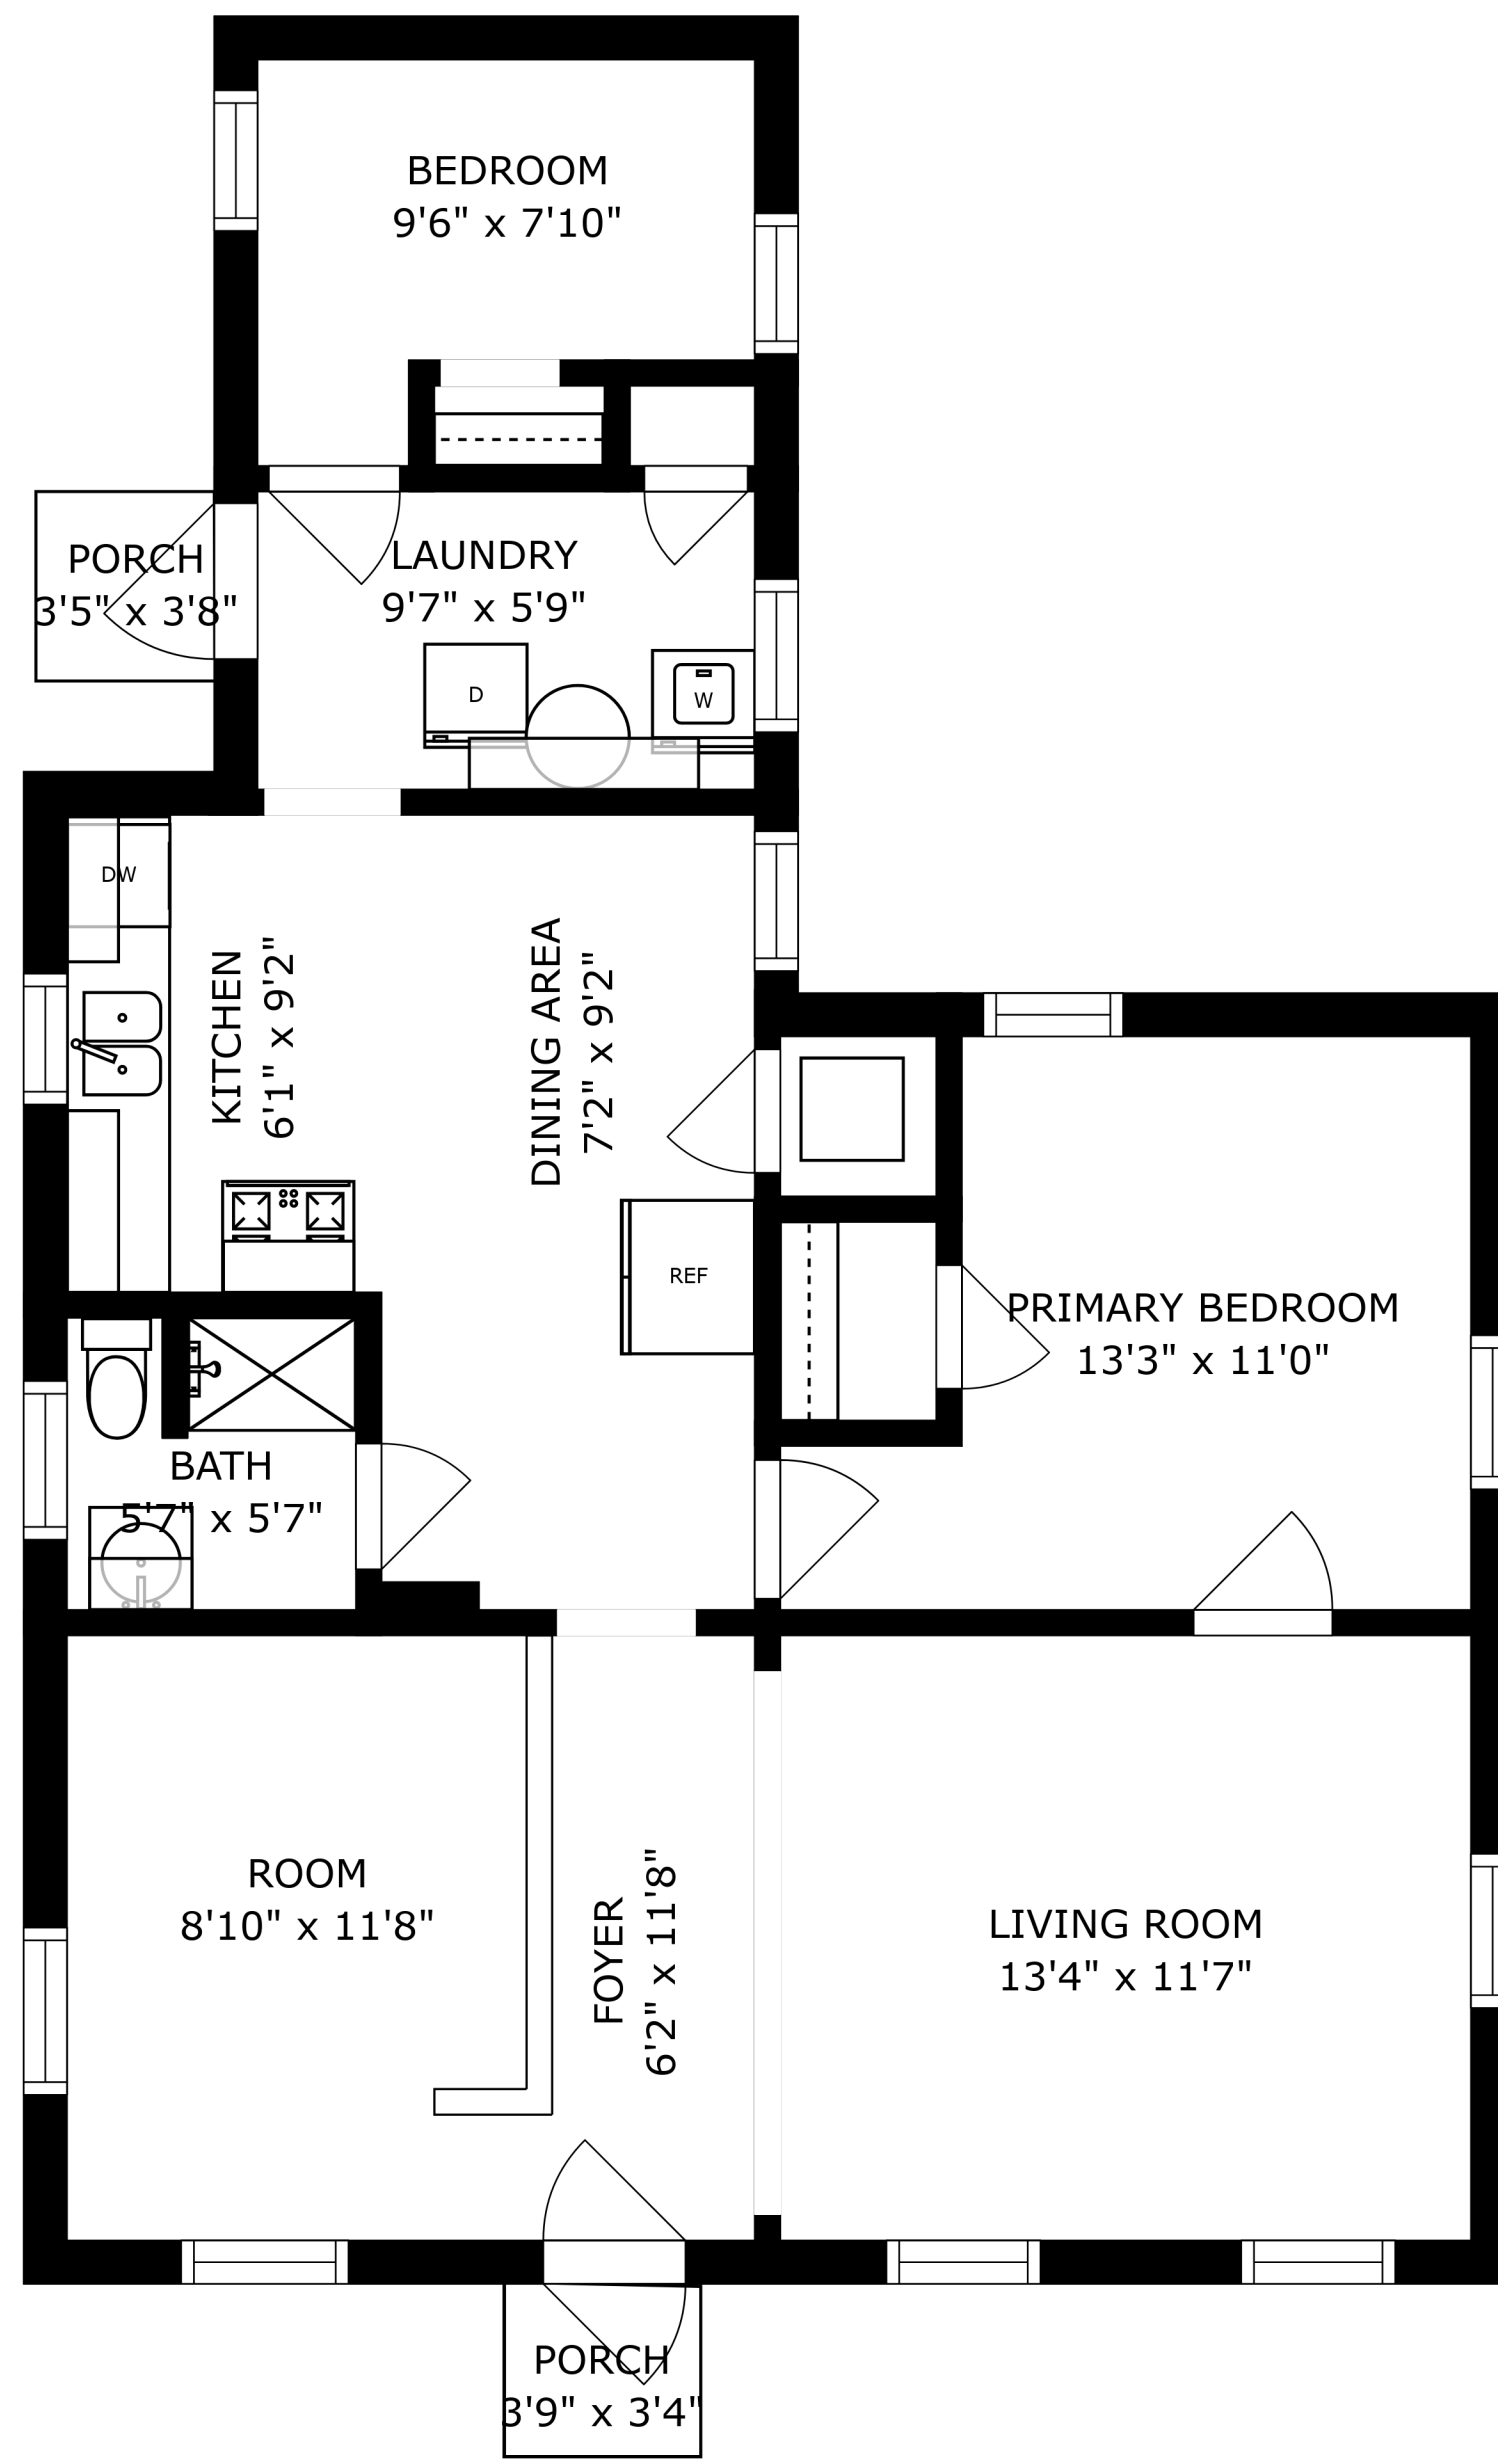 BEDROOM
9'6" x 7'10"
PORCH
3'5" x 3'8"
LAUNDRY
9'7" x 5'9"
D
W
DW
KITCHEN
6'1" x 9'2"
DINING AREA
7'2" x 9'2"
REF
PRIMARY BEDROOM
13'3" x 11'0"
BATH
5'7" x 5'7"
ROOM
8'10" x 11'8"
FOYER
6'2" x 11'8"
LIVING ROOM
13'4" x 11'7"
PORCH
3'9" x 3'4"